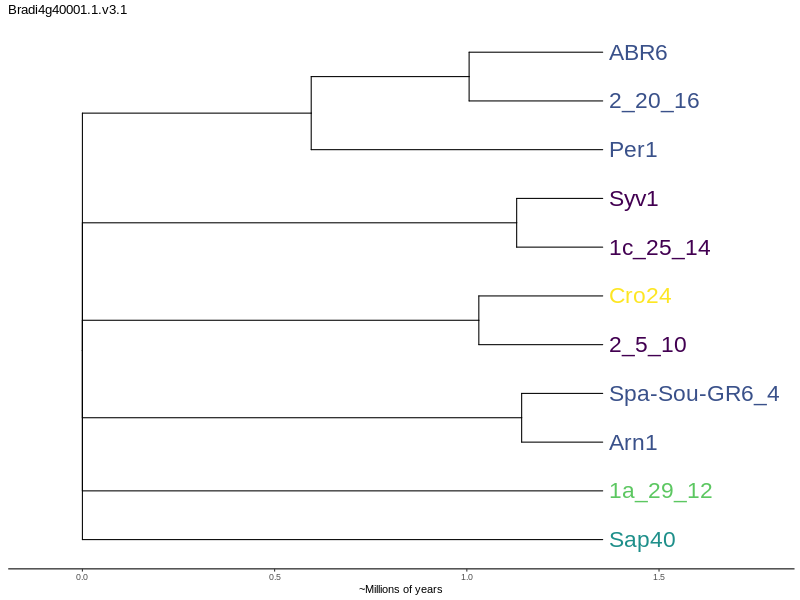 Bradi4g40001.1.v3.1
ABR6
2_20_16
Per1
Syv1
1c_25_14
Cro24
2_5_10
Spa-Sou-GR6_4
Arn1
1a_29_12
Sap40
0.0 0.5 1.0 1.5
~Millions of years